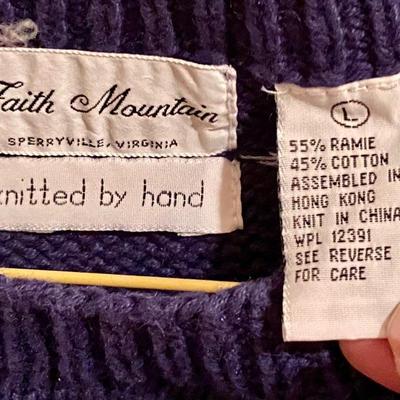 Faith Mountain
SPERRYVILLE, VIRGINIA
knitted by hand
L
55% RAMIE
45% COTTON
ASSEMBLED IN
HONG KONG
KNIT IN CHINA
WPL 12391
SEE REVERSE
FOR CARE